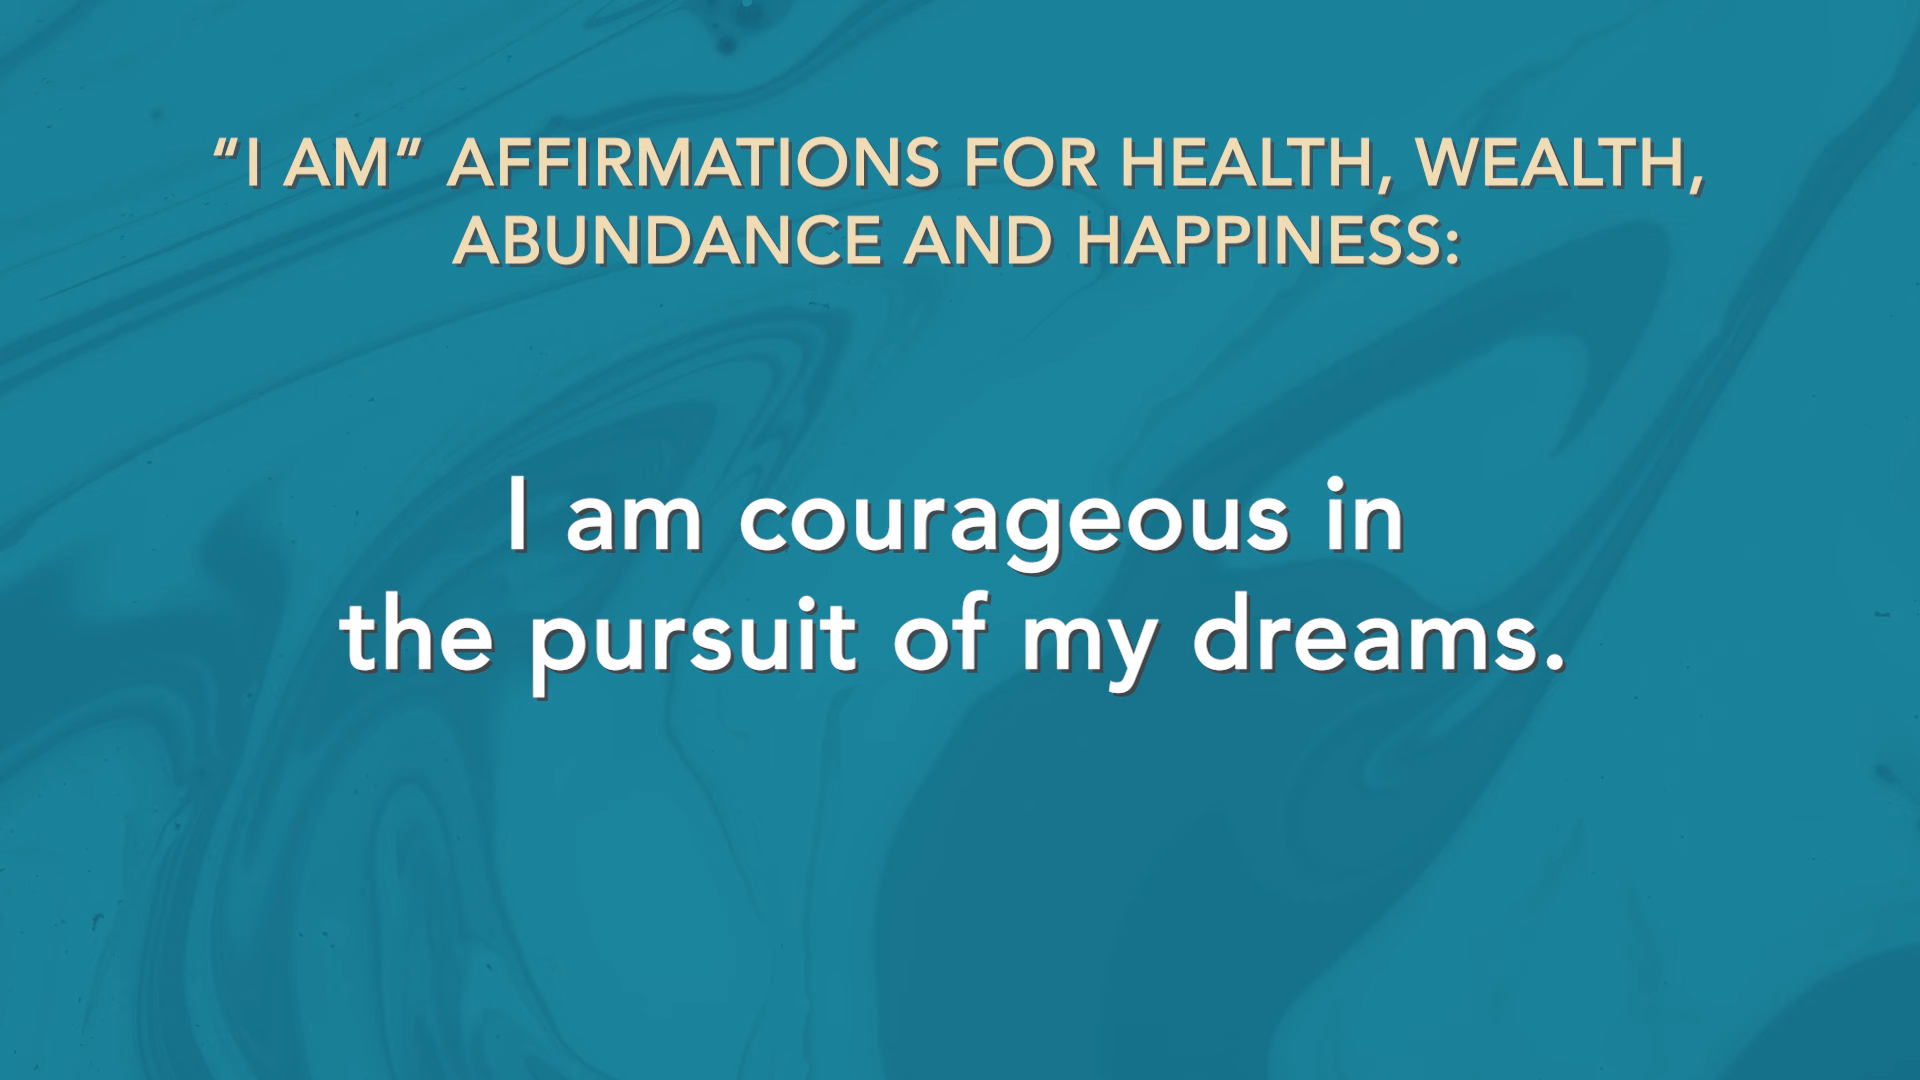 “I AM” AFFIRMATIONS FOR HEALTH, WEALTH,
ABUNDANCE AND HAPPINESS:
I am courageous in
the pursuit of my dreams.